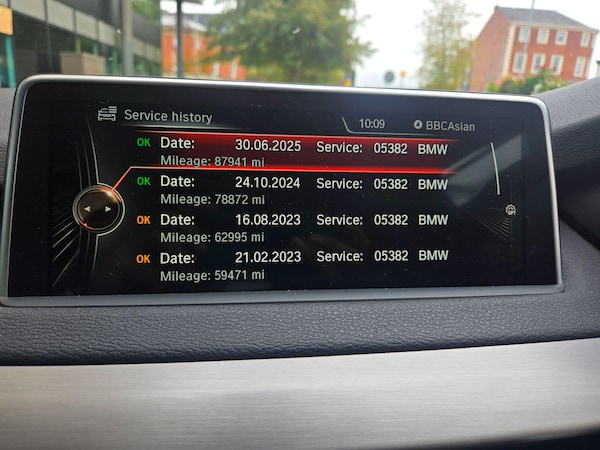 Service history
10:09
BBCAsian
OK Date: 30.06.2025 Service: 05382 BMW
Mileage: 87941 mi
OK Date: 24.10.2024 Service: 05382 BMW
Mileage: 78872 mi
OK Date: 16.08.2023 Service: 05382 BMW
Mileage: 62995 mi
OK Date: 21.02.2023 Service: 05382 BMW
Mileage: 59471 mi